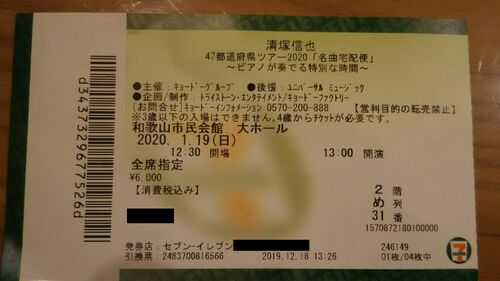 清塚信也
47都道府県ツアー2020「名曲宅配便」
～ピアノが奏でる特別な時間～
●主催：キョードーグループ ●後援：ユニバーサル ミュージック
●企画/制作：トライストーン・エンタテイメント/キョードーファクトリー
[お問合せ]キョードーインフォメーション 0570-200-888 【営利目的の転売禁止】
※3歳以下の入場はできません。4歳からチケットが必要です。
和歌山市民会館 大ホール
2020. 1.19(日)
12:30 開場 13:00 開演
全席指定
¥6,000
【消費税込み】
2 階
め 列
31 番
1570872180100000
発券店：セブン-イレブン
246149
引換票：2483700816566 2019.12.16 13:26 01枚/04枚中
d3437329677526d
7